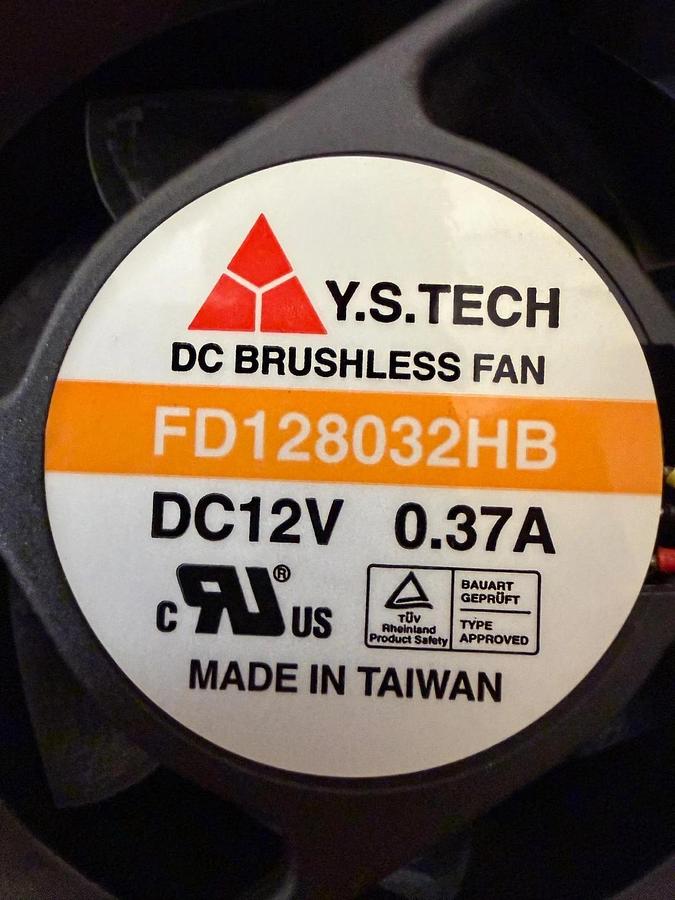 Y.S.TECH
DC BRUSHLESS FAN
FD128032HB
DC12V 0.37A
C RU® US
TÜV
Rheinland
Product Safety
BAUART
GEPRÜFT
TYPE
APPROVED
MADE IN TAIWAN